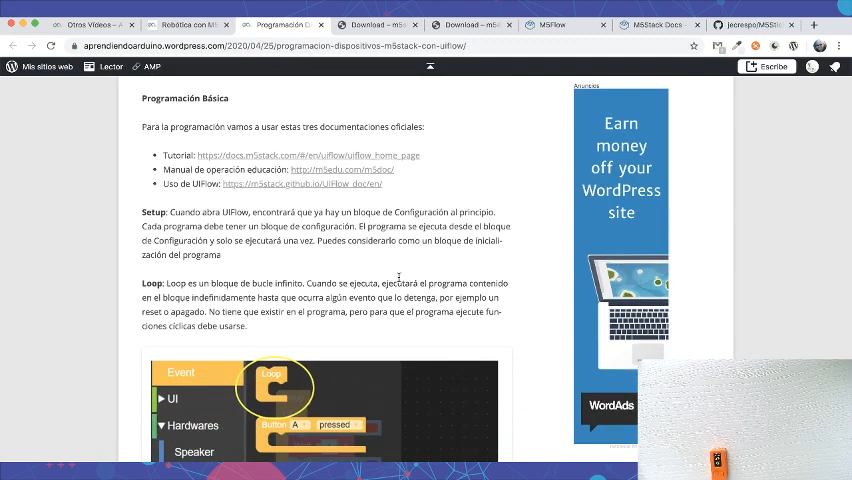 Otros Vídeos – A
Robótica con M5
Programación D
Download – m5
Download – m5
M5Flow
M5Stack Docs -
jecrespo/M5Stic
aprendiendoarduino.wordpress.com/2020/04/25/programacion-dispositivos-m5stack-con-uiflow/
Mis sitios web
Lector
AMP
Escribe
Programación Básica
Para la programación vamos a usar estas tres documentaciones oficiales:
Tutorial: https://docs.m5stack.com/#/en/uiflow/uiflow_home_page
Manual de operación educación: http://m5edu.com/m5doc/
Uso de UIFlow: https://m5stack.github.io/UIFlow_doc/en/
Setup: Cuando abra UIFlow, encontrará que ya hay un bloque de Configuración al principio.
Cada programa debe tener un bloque de configuración. El programa se ejecuta desde el bloque
de Configuración y solo se ejecutará una vez. Puedes considerarlo como un bloque de iniciali-
zación del programa
Loop: Loop es un bloque de bucle infinito. Cuando se ejecuta, ejecutará el programa contenido
en el bloque indefinidamente hasta que ocurra algún evento que lo detenga, por ejemplo un
reset o apagado. No tiene que existir en el programa, pero para que el programa ejecute fun-
ciones cíclicas debe usarse.
Event
Loop
UI
Hardwares
Button A pressed
Speaker
Anuncios
Earn
money
off your
WordPress
site
WordAds